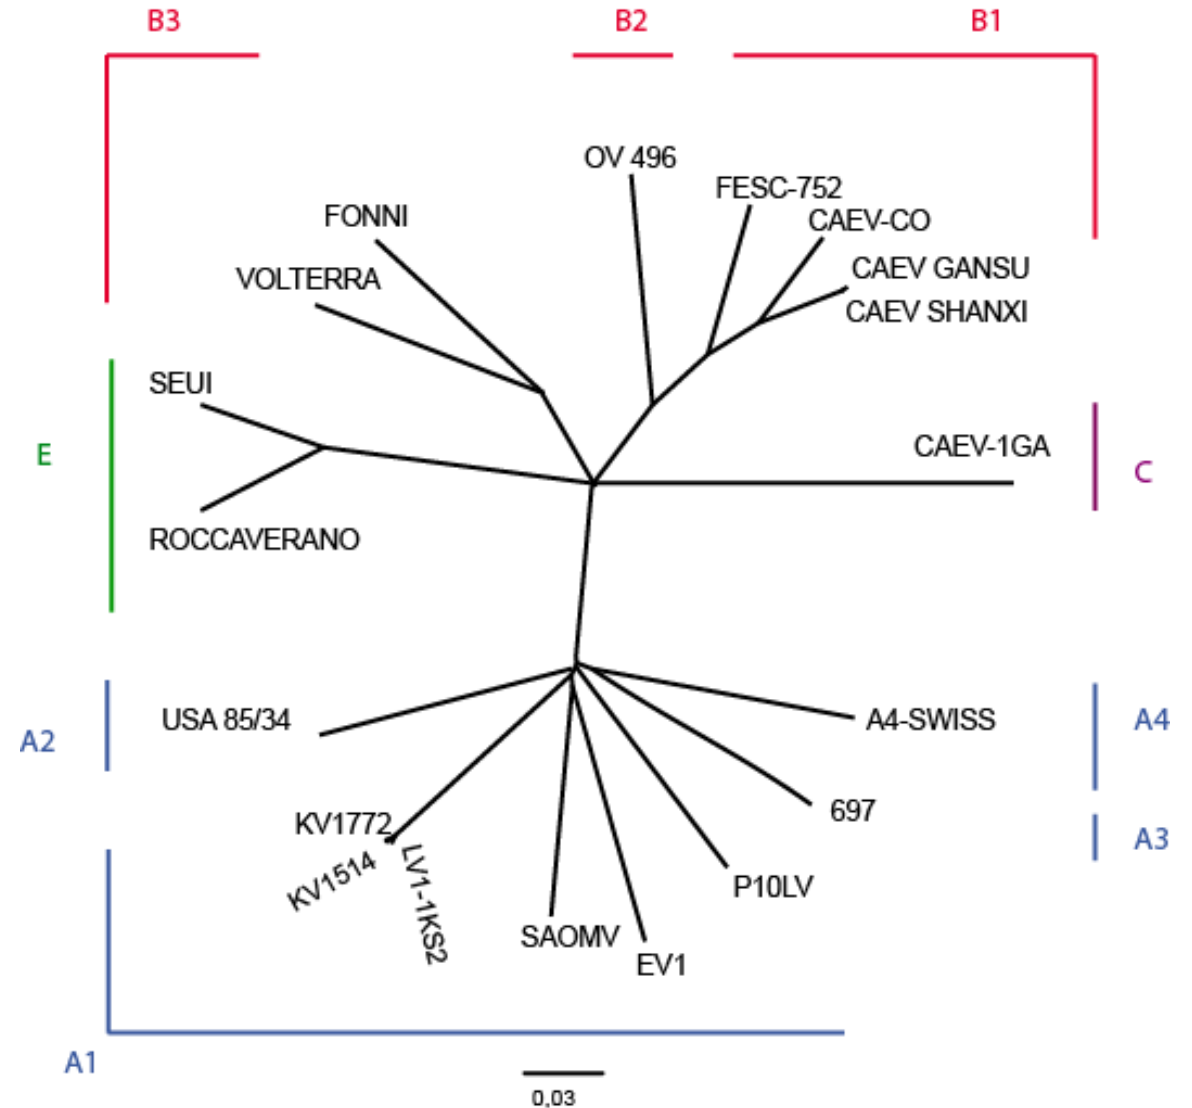 B3
B2
B1
OV 496
FESC-752
FONNI
CAEV-CO
VOLTERRA
CAEV GANSU
CAEV SHANXI
SEUI
E
CAEV-1GA
C
ROCCAVERANO
USA 85/34
A2
A4-SWISS
A4
KV1772
697
A3
KV1514
LV1-1KS2
P10LV
SAOMV
EV1
A1
0,03